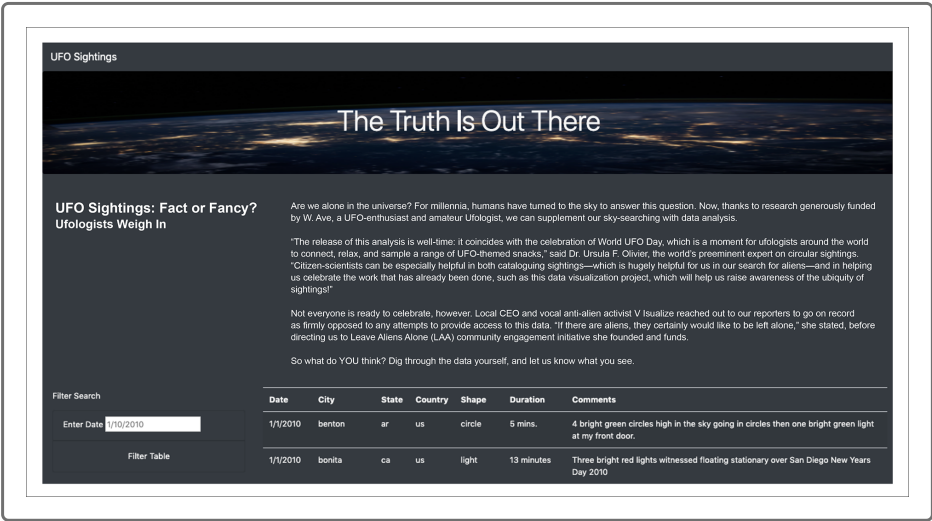 UFO Sightings
The Truth Is Out There
UFO Sightings: Fact or Fancy?
Ufologists Weigh In
Are we alone in the universe? For millennia, humans have turned to the sky to answer this question. Now, thanks to research generously funded
by W. Ave, a UFO-enthusiast and amateur Ufologist, we can supplement our sky-searching with data analysis.
"The release of this analysis is well-time: it coincides with the celebration of World UFO Day, which is a moment for ufologists around the world
to connect, relax, and sample a range of UFO-themed snacks," said Dr. Ursula F. Olivier, the world's preeminent expert on circular sightings.
"Citizen-scientists can be especially helpful in both cataloguing sightings—which is hugely helpful for us in our search for aliens—and in helping
us celebrate the work that has already been done, such as this data visualization project, which will help us raise awareness of the ubiquity of
sightings!"
Not everyone is ready to celebrate, however. Local CEO and vocal anti-alien activist V Isualize reached out to our reporters to go on record
as firmly opposed to any attempts to provide access to this data. "If there are aliens, they certainly would like to be left alone," she stated, before
directing us to Leave Aliens Alone (LAA) community engagement initiative she founded and funds.
So what do YOU think? Dig through the data yourself, and let us know what you see.
Filter Search
Enter Date 1/10/2010
Filter Table
Date City State Country Shape Duration Comments
1/1/2010 benton ar us circle 5 mins. 4 bright green circles high in the sky going in circles then one bright green light
at my front door.
1/1/2010 bonita ca us light 13 minutes Three bright red lights witnessed floating stationary over San Diego New Years
Day 2010